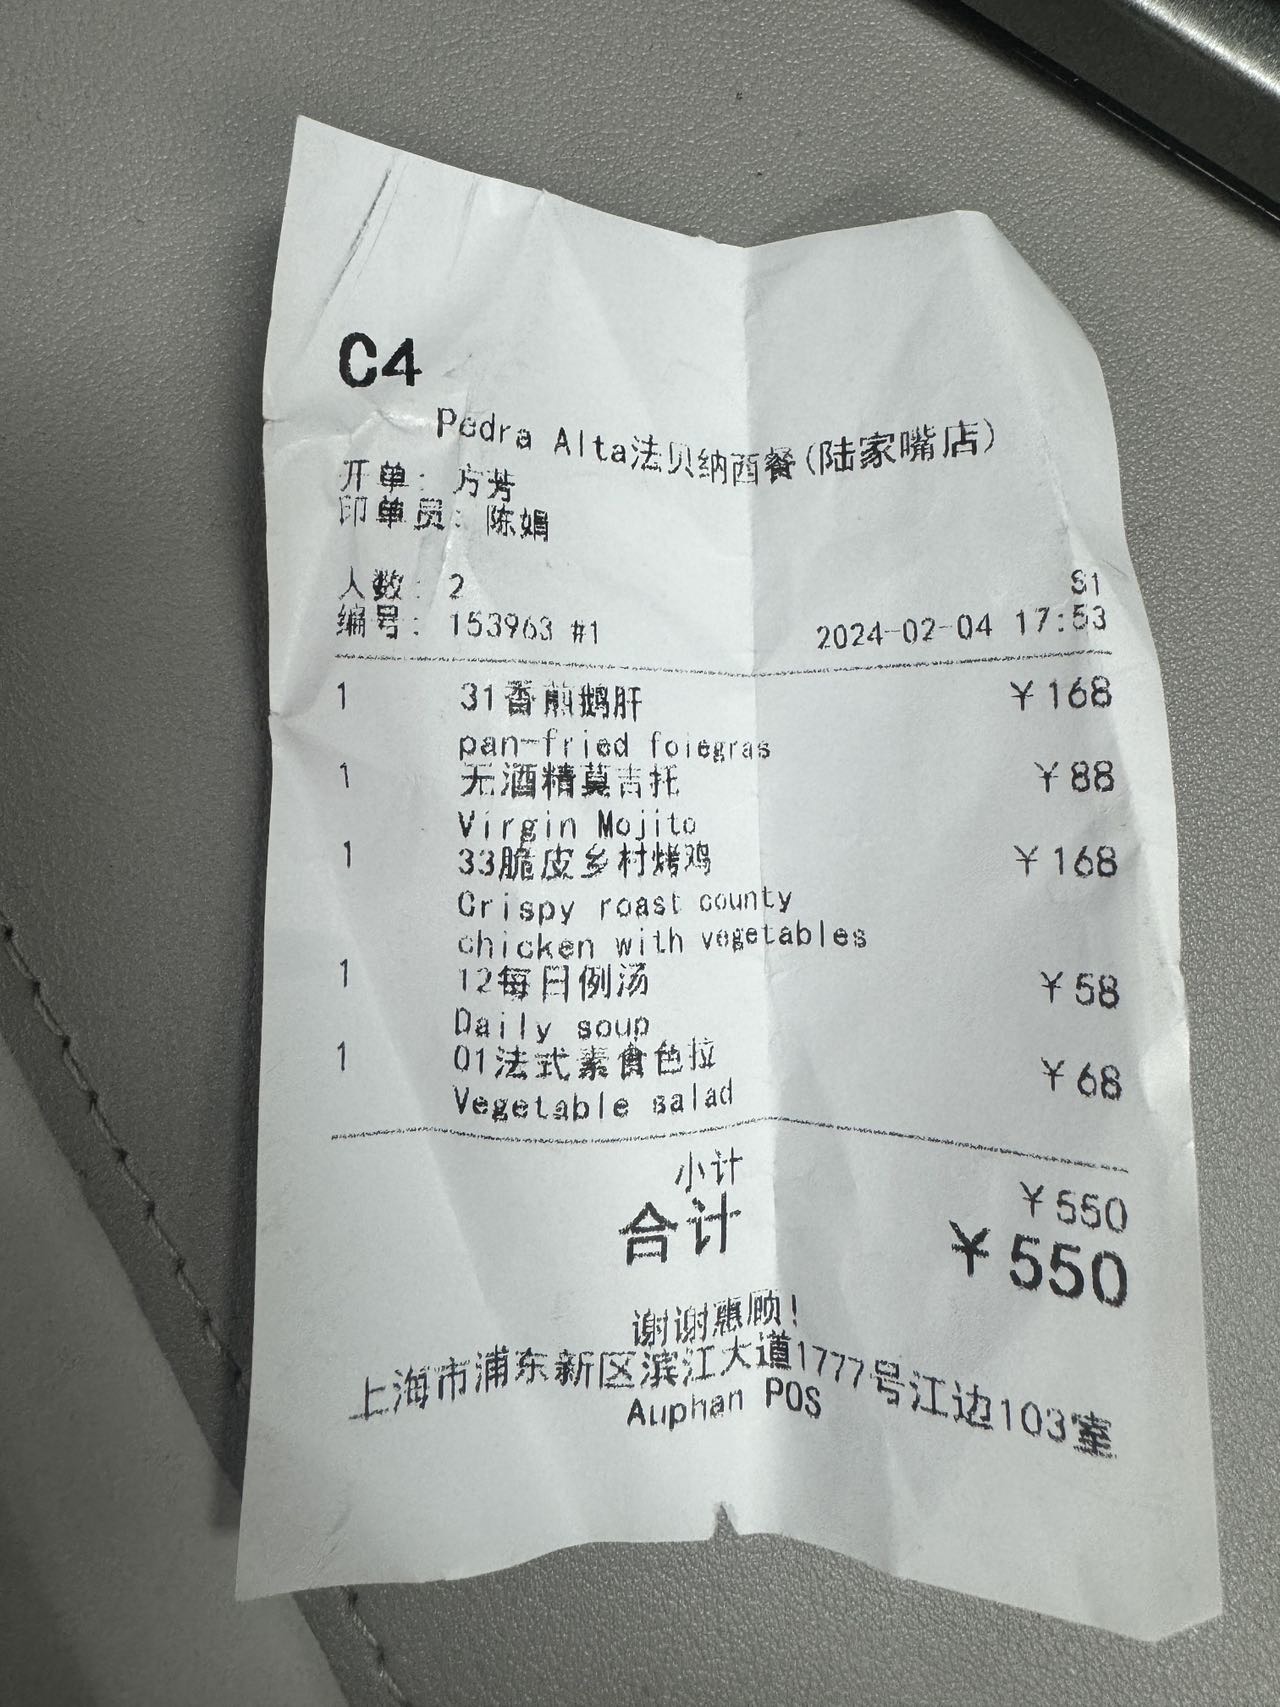 C4
Pedra Alta法贝纳西餐(陆家嘴店)
开单: 方芳
印单员: 陈娟
人数: 2 S1
编号: 153963 #1 2024-02-04 17:53
1 31香煎鹅肝 ¥168
pan-fried foiegras
1 无酒精莫吉托 ¥88
Virgin Mojito
1 33脆皮乡村烤鸡 ¥168
Crispy roast county
chicken with vegetables
1 12每日例汤 ¥58
Daily soup
1 01法式素食色拉 ¥68
Vegetable salad
小计 ¥550
合计 ¥550
谢谢惠顾!
上海市浦东新区滨江大道1777号江边103室
Auphan POS